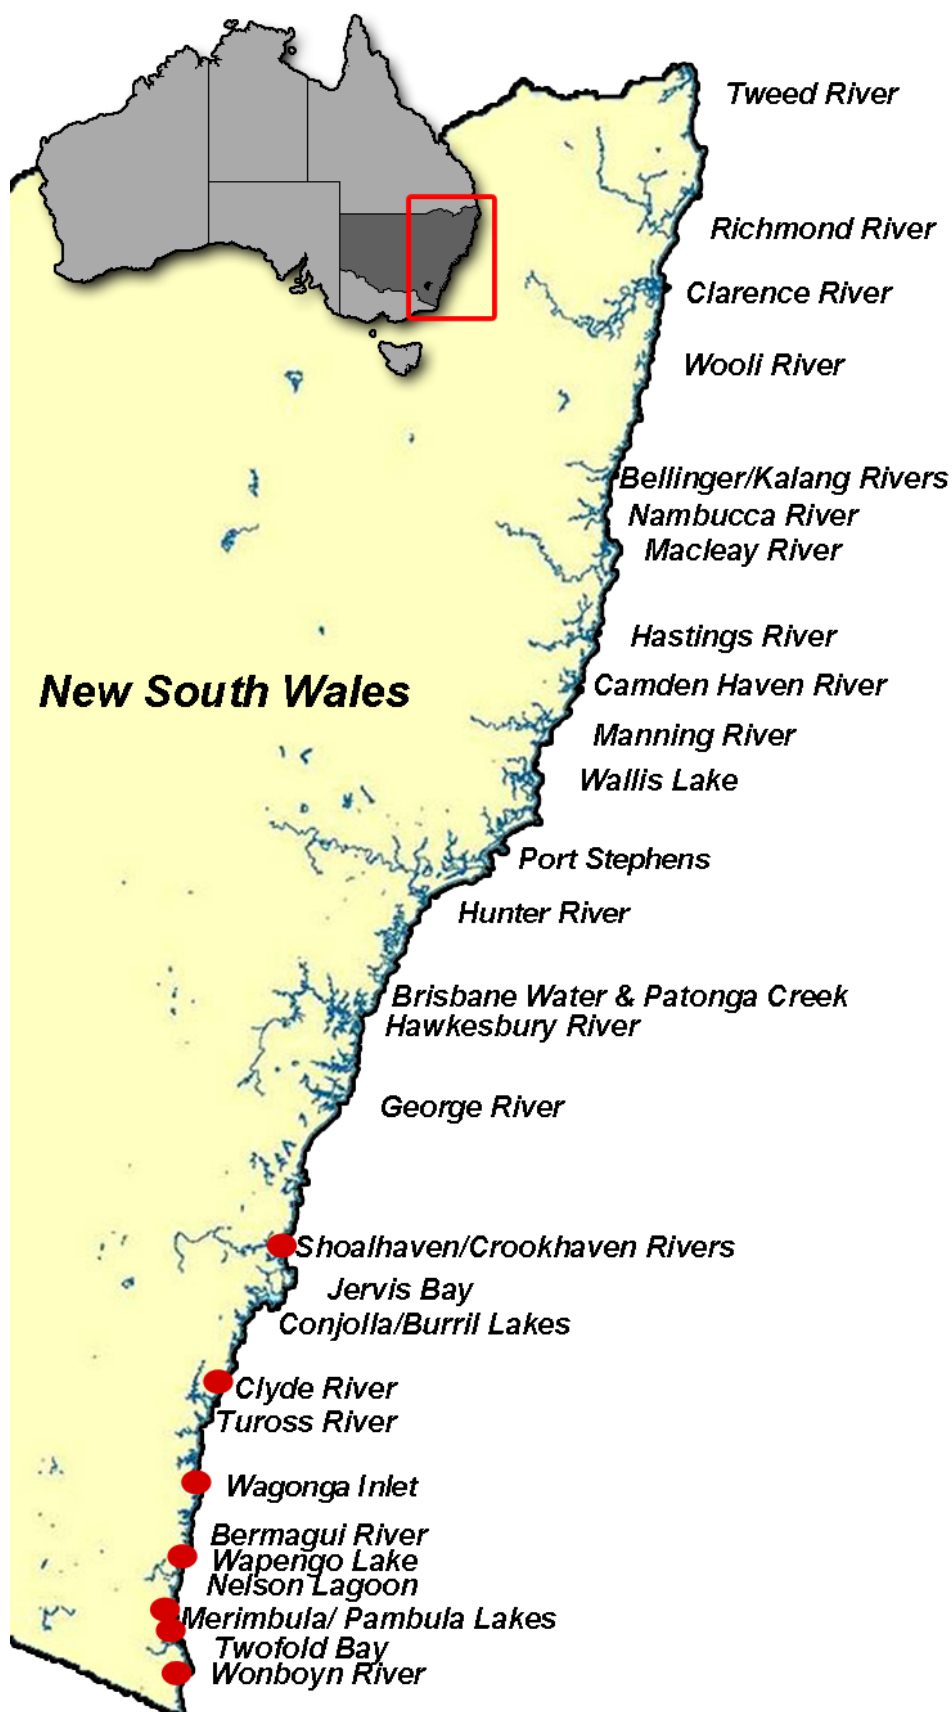 Tweed River
Richmond River
Clarence River
Wooli River
Bellinger/Kalang Rivers
Nambucca River
Macleay River
Hastings River
New South Wales
Camden Haven River
Manning River
Wallis Lake
Port Stephens
Hunter River
Brisbane Water & Patonga Creek
Hawkesbury River
George River
Shoalhaven/Crookhaven Rivers
Jervis Bay
Conjolla/Burril Lakes
Clyde River
Tuross River
Wagonga Inlet
Bermagui River
Wapengo Lake
Nelson Lagoon
Merimbula/ Pambula Lakes
Twofold Bay
Wonboyn River